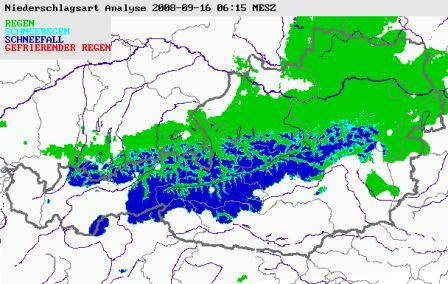 Niederschlagsart Analyse 2008-09-16 06:15 MESZ
REGEN
SCHNEEREGEN
SCHNEEFALL
GEFRIERENDER REGEN